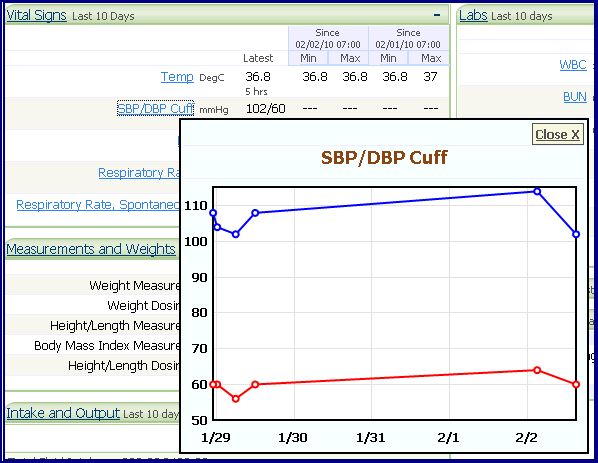 Vital Signs Last 10 Days –
Since Since
02/02/10 07:00 02/01/10 07:00
Latest Min Max Min Max
Temp DegC 36.8 36.8 36.8 36.8 37
5 hrs
SBP/DBP Cuff mmHg 102/60 --- --- --- ---
Respiratory Ra
Respiratory Rate, Spontaneo
Measurements and Weights
Weight Measure
Weight Dosin
Height/Length Measure
Body Mass Index Measure
Height/Length Dosin
Intake and Output Last 10 day
Labs Last 10 Da
WBC
BUN
Close X
SBP/DBP Cuff
110
100
90
80
70
60
50
1/29 1/30 1/31 2/1 2/2